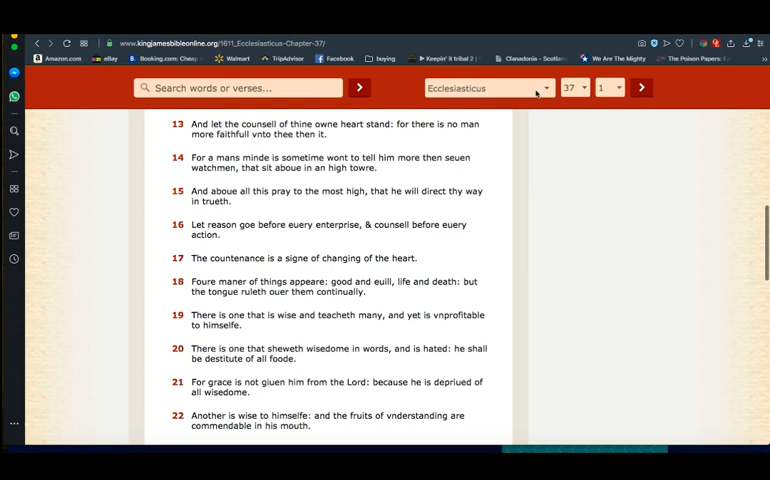 www.kingjamesbibleonline.org/1611_Ecclesiasticus-Chapter-37/
Amazon.com eBay Booking.com: Cheap H Walmart TripAdvisor Facebook buying Keepin' it tribal 2 Clanadonia - Scotlan We Are The Mighty The Poison Papers: E
Search words or verses... Ecclesiasticus 37 1
13 And let the counsell of thine owne heart stand: for there is no man
more faithfull vnto thee then it.
14 For a mans minde is sometime wont to tell him more then seuen
watchmen, that sit aboue in an high towre.
15 And aboue all this pray to the most high, that he will direct thy way
in trueth.
16 Let reason goe before euery enterprise, & counsell before euery
action.
17 The countenance is a signe of changing of the heart.
18 Foure maner of things appeare: good and euill, life and death: but
the tongue ruleth ouer them continually.
19 There is one that is wise and teacheth many, and yet is vnprofitable
to himselfe.
20 There is one that sheweth wisedome in words, and is hated: he shall
be destitute of all foode.
21 For grace is not giuen him from the Lord: because he is depriued of
all wisedome.
22 Another is wise to himselfe: and the fruits of vnderstanding are
commendable in his mouth.